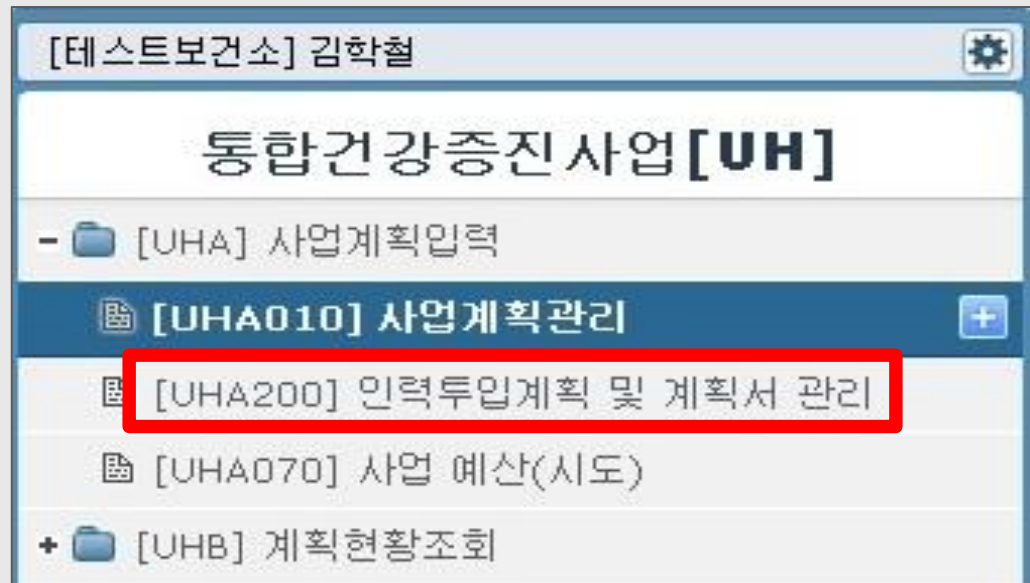 [테스트보건소] 김학철
통합건강증진사업[UH]
[UHA] 사업계획입력
[UHA010] 사업계획관리
[UHA200] 인력투입계획 및 계획서 관리
[UHA070] 사업 예산(시도)
[UHB] 계획현황조회